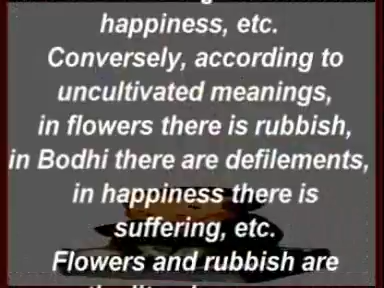 happiness, etc.
Conversely, according to
uncultivated meanings,
in flowers there is rubbish,
in Bodhi there are defilements,
in happiness there is
suffering, etc.
Flowers and rubbish are